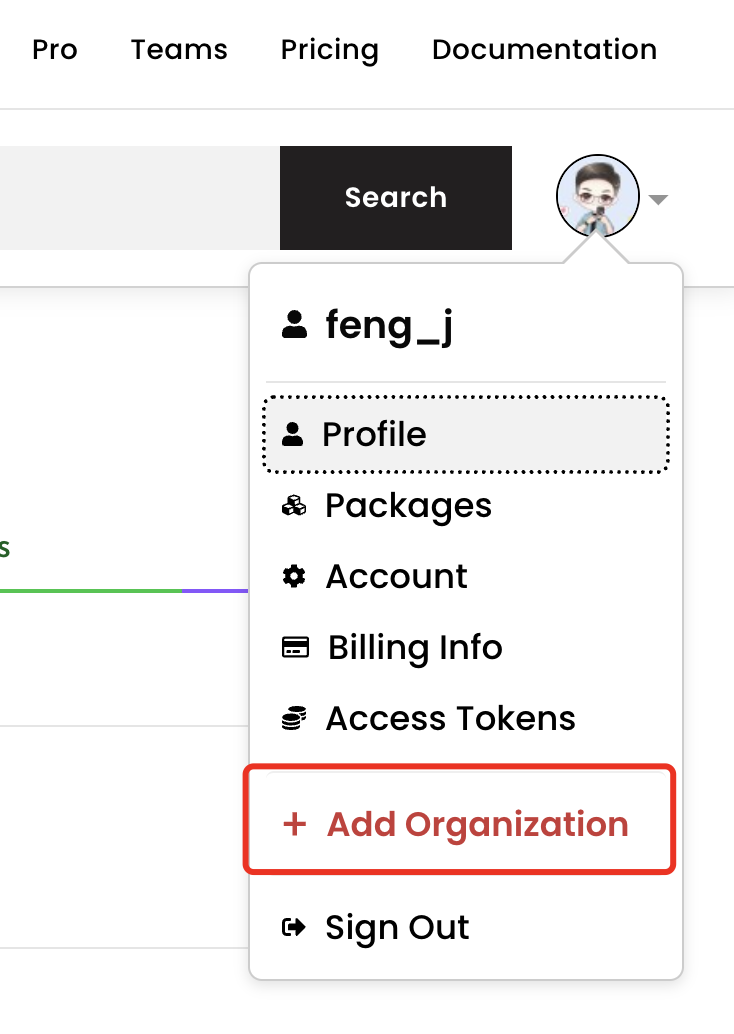 Pro Teams Pricing Documentation
Search
feng_j
Profile
Packages
s
Account
Billing Info
Access Tokens
+ Add Organization
Sign Out